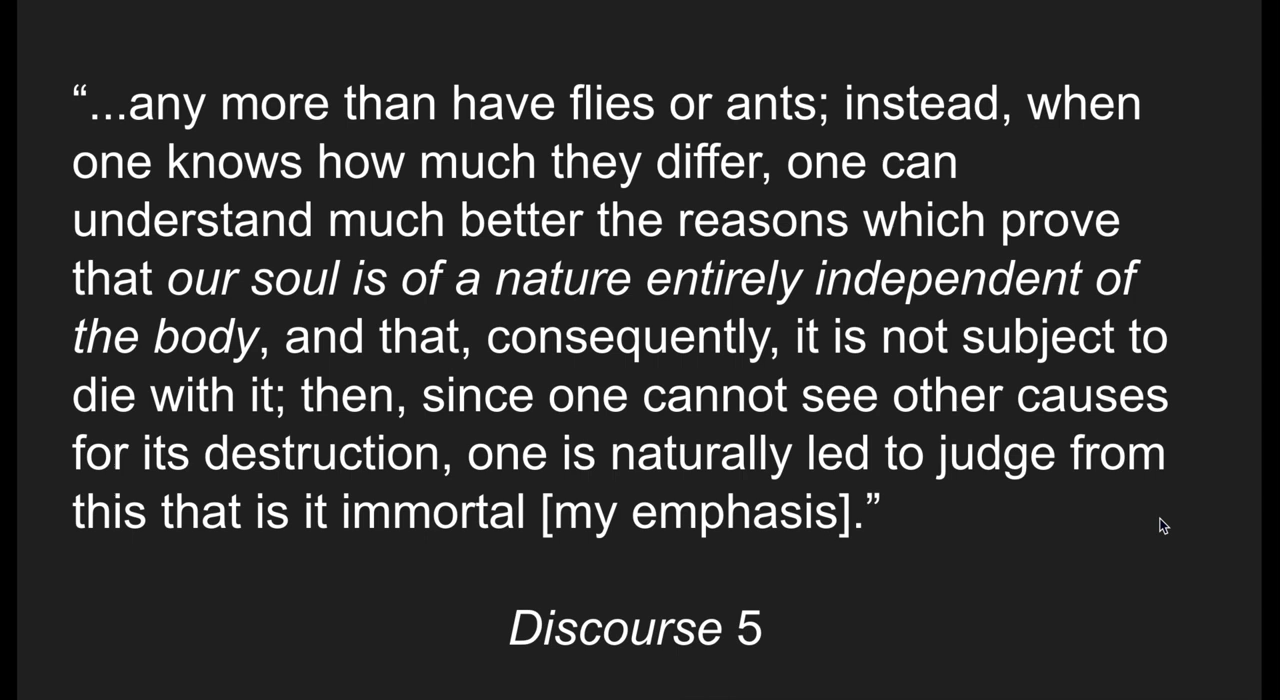 “...any more than have flies or ants; instead, when
one knows how much they differ, one can
understand much better the reasons which prove
that our soul is of a nature entirely independent of
the body, and that, consequently, it is not subject to
die with it; then, since one cannot see other causes
for its destruction, one is naturally led to judge from
this that is it immortal [my emphasis].”
Discourse 5